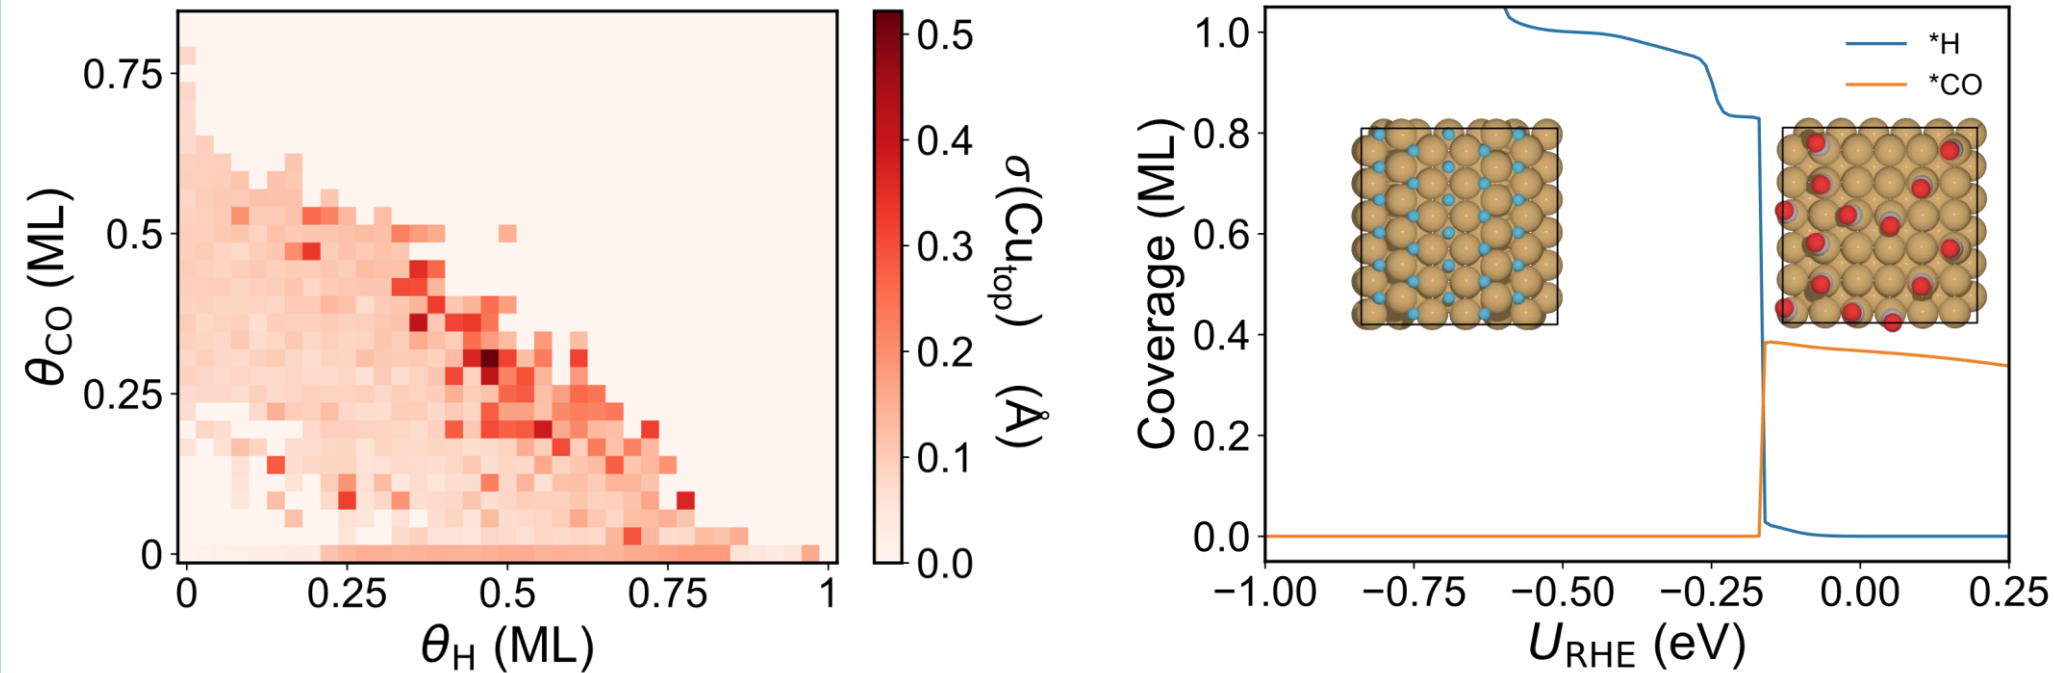 0.75
0.5
0.25
0
θCO (ML)
0 0.25 0.5 0.75 1
θH (ML)
0.5
0.4
0.3
0.2
0.1
0.0
σ(Cutop) (Å)
1.0
0.8
0.6
0.4
0.2
0.0
Coverage (ML)
*H
*CO
−1.00 −0.75 −0.50 −0.25 0.00 0.25
URHE (eV)